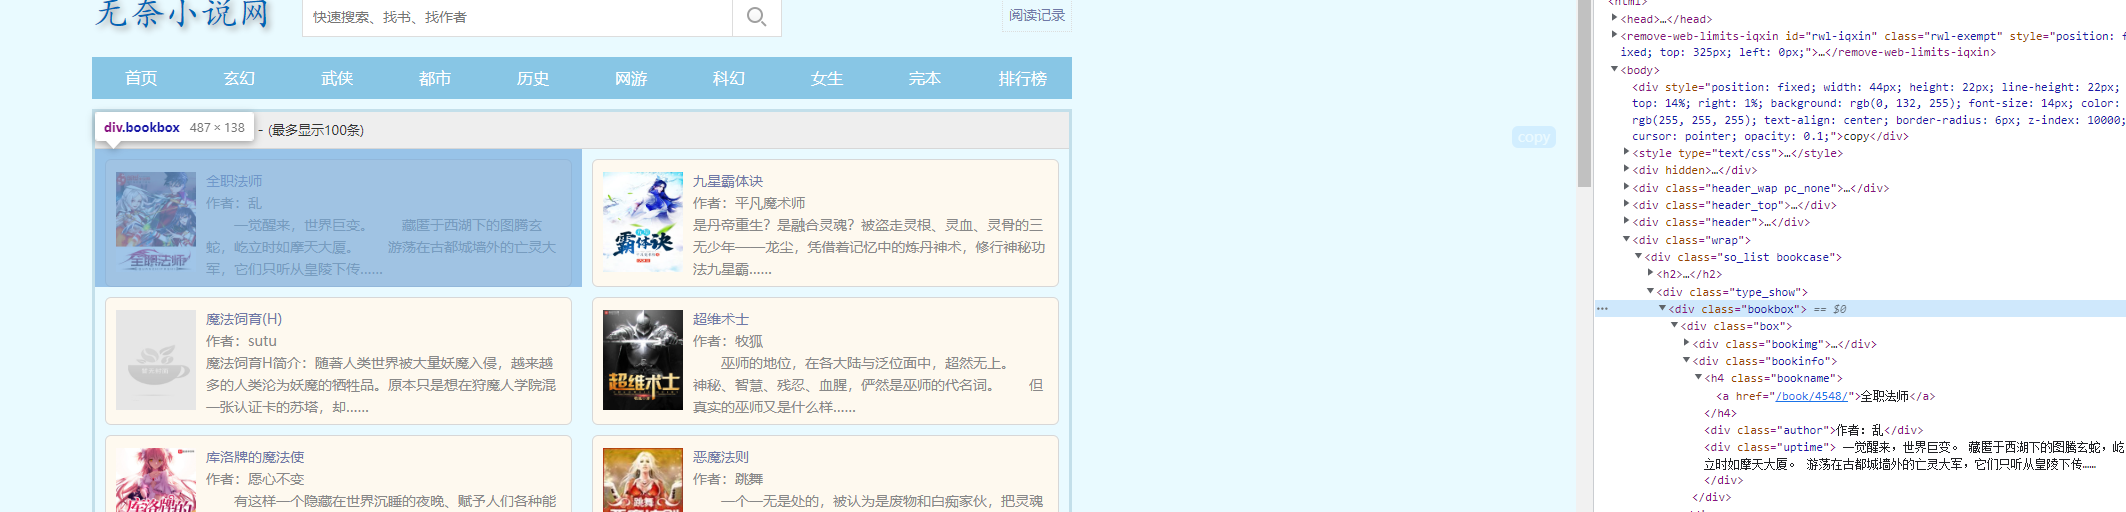 无奈小说网
快速搜索、找书、找作者
阅读记录
首页 玄幻 武侠 都市 历史 网游 科幻 女生 完本 排行榜
div.bookbox 487 × 138
- (最多显示100条)
copy
全职法师
作者：乱
一觉醒来，世界巨变。 藏匿于西湖下的图腾玄
蛇，屹立时如摩天大厦。 游荡在古都城墙外的亡灵大
军，它们只听从皇陵下传......
全职法师
九星霸体诀
作者：平凡魔术师
是丹帝重生？是融合灵魂？被盗走灵根、灵血、灵骨的三
无少年——龙尘，凭借着记忆中的炼丹神术，修行神秘功
法九星霸......
霸体诀
魔法饲育(H)
作者：sutu
魔法饲育H简介：随著人类世界被大量妖魔入侵，越来越
多的人类沦为妖魔的牺牲品。原本只是想在狩魔人学院混
一张认证卡的苏塔，却......
超维术士
作者：牧狐
巫师的地位，在各大陆与泛位面中，超然无上。
神秘、智慧、残忍、血腥，俨然是巫师的代名词。 但
真实的巫师又是什么样......
超维术士
库洛牌的魔法使
作者：愿心不变
有这样一个隐藏在世界沉睡的夜晚、赋予人们各种能
库洛牌的
恶魔法则
作者：跳舞
一个一无是处的，被认为是废物和白痴家伙，把灵魂
跳舞
<html>
<head>…</head>
<remove-web-limits-iqxin id="rwl-iqxin" class="rwl-exempt" style="position: f
ixed; top: 325px; left: 0px;">…</remove-web-limits-iqxin>
<body>
<div style="position: fixed; width: 44px; height: 22px; line-height: 22px;
top: 14%; right: 1%; background: rgb(0, 132, 255); font-size: 14px; color:
rgb(255, 255, 255); text-align: center; border-radius: 6px; z-index: 10000;
cursor: pointer; opacity: 0.1;">copy</div>
<style type="text/css">…</style>
<div hidden>…</div>
<div class="header_wap pc_none">…</div>
<div class="header_top">…</div>
<div class="header">…</div>
<div class="wrap">
<div class="so_list bookcase">
<h2>…</h2>
<div class="type_show">
<div class="bookbox"> == $0
<div class="box">
<div class="bookimg">…</div>
<div class="bookinfo">
<h4 class="bookname">
<a href="/book/4548/">全职法师</a>
</h4>
<div class="author">作者：乱</div>
<div class="uptime"> 一觉醒来，世界巨变。 藏匿于西湖下的图腾玄蛇，屹
立时如摩天大厦。 游荡在古都城墙外的亡灵大军，它们只听从皇陵下传……
</div>
</div>